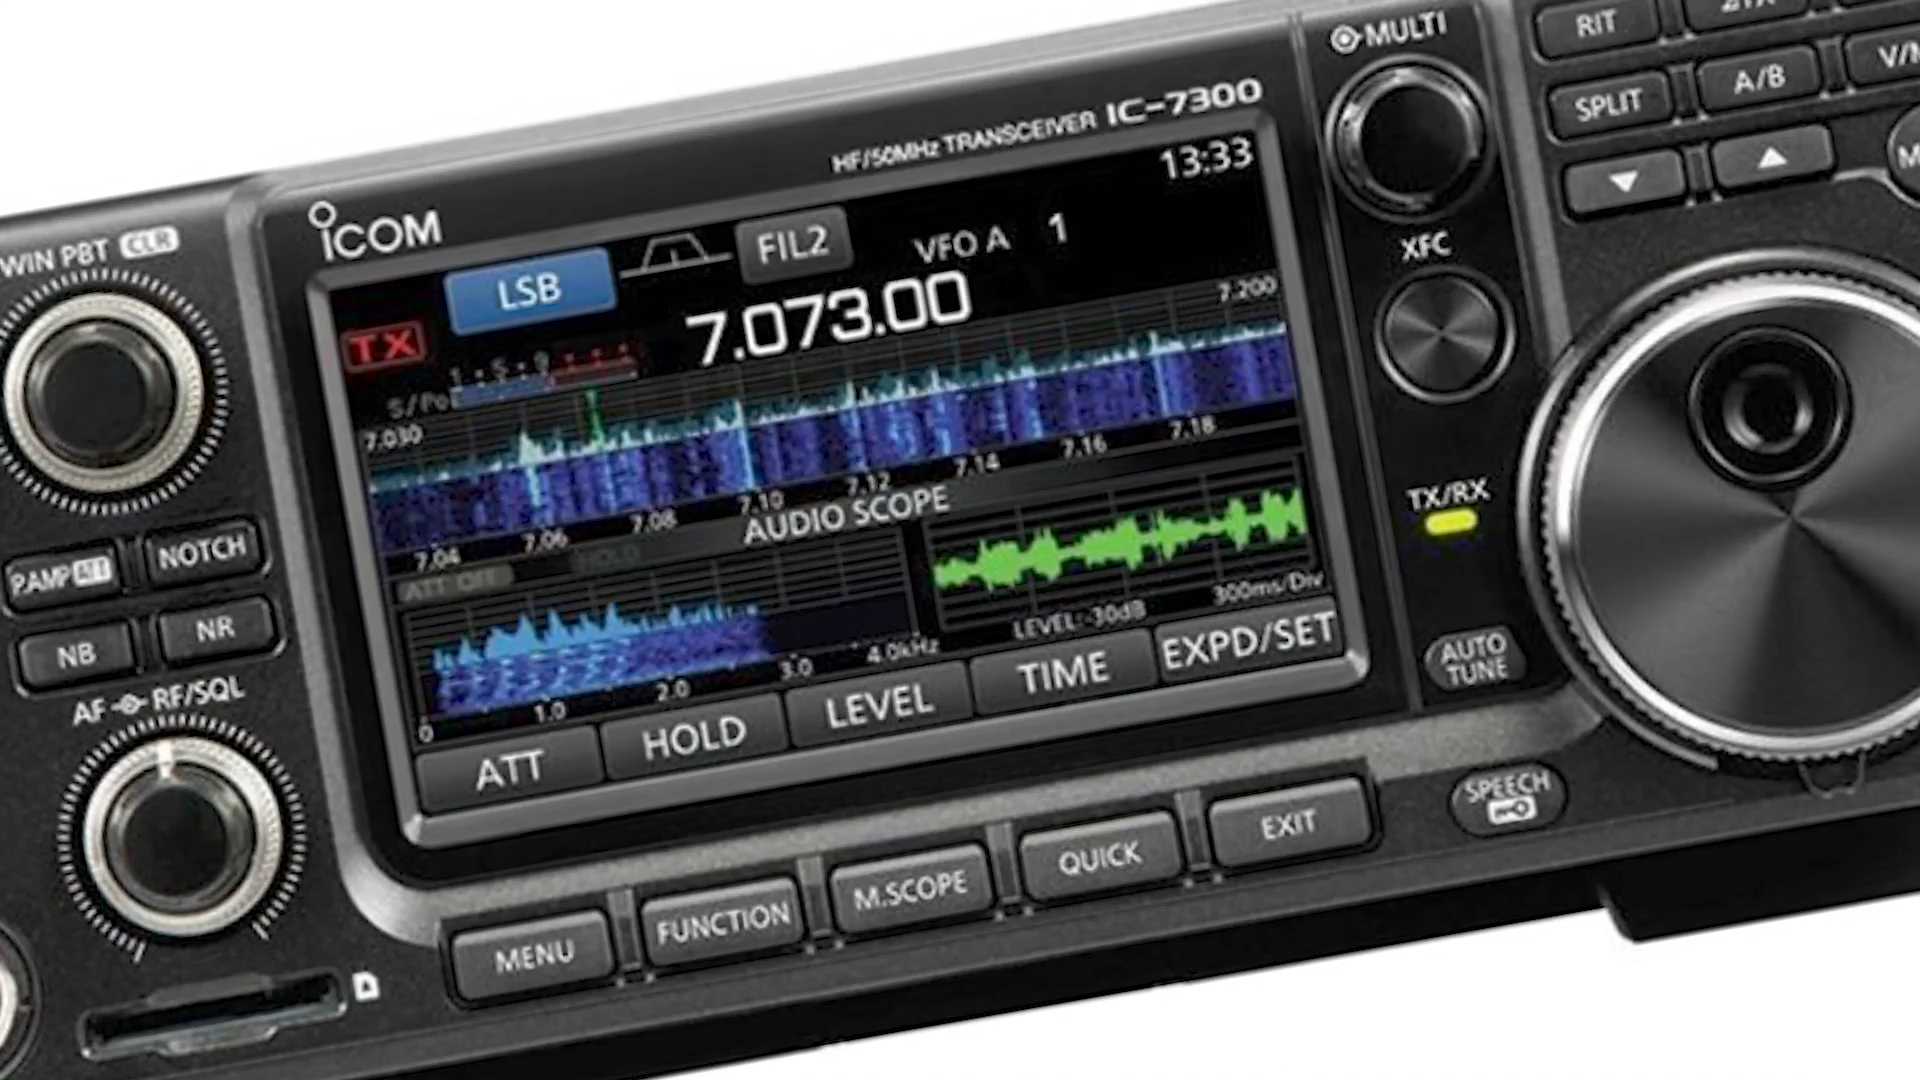 MULTI
RIT
SPLIT
A/B
HF/50MHz TRANSCEIVER IC-7300
ICOM
13:33
LSB
FIL2
VFO A 1
7.073.00
TX
7.030
7.200
7.04 7.06 7.08 7.10 7.12 7.14 7.16 7.18
AUDIO SCOPE
ATT OFF
HOLD
LEVEL:-30dB
300ms/Div
0 1.0 2.0 3.0 4.0kHz
ATT
HOLD
LEVEL
TIME
EXPD/SET
PBT CLR
P.AMP ATT
NOTCH
NB
NR
AF RF/SQL
XFC
TX/RX
AUTO
TUNE
SPEECH
MENU
FUNCTION
M.SCOPE
QUICK
EXIT